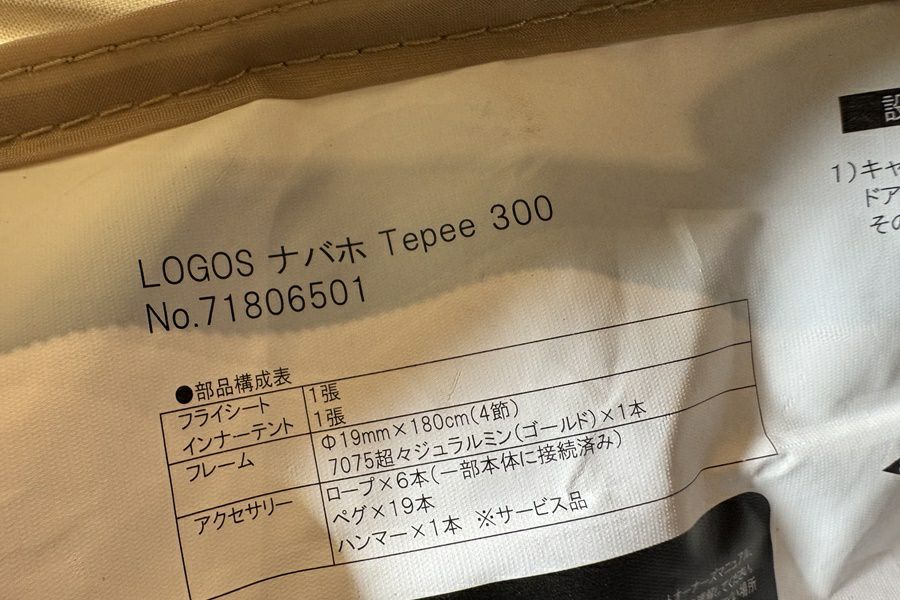 LOGOS ナバホ Tepee 300
No.71806501
●部品構成表
フライシート 1張
インナーテント 1張
フレーム Φ19mm×180cm(4節)
7075超々ジュラルミン(ゴールド)×1本
アクセサリー ロープ×6本(一部本体に接続済み)
ペグ×19本
ハンマー×1本 ※サービス品
設
1)キャ
ドア
その